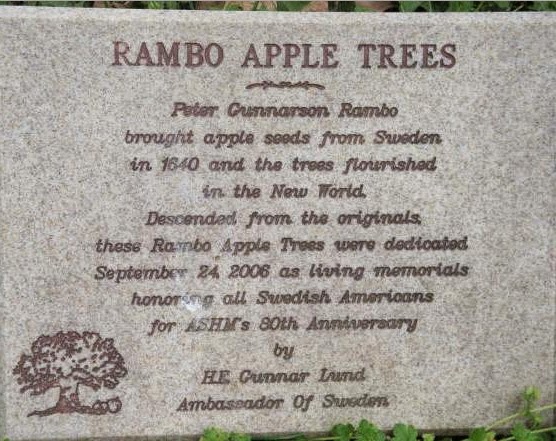 RAMBO APPLE TREES
Peter Gunnarson Rambo
brought apple seeds from Sweden
in 1640 and the trees flourished
in the New World.
Descended from the originals,
these Rambo Apple Trees were dedicated
September 24, 2006 as living memorials
honoring all Swedish Americans
for ASHM's 80th Anniversary
by
H.E. Gunnar Lund
Ambassador Of Sweden